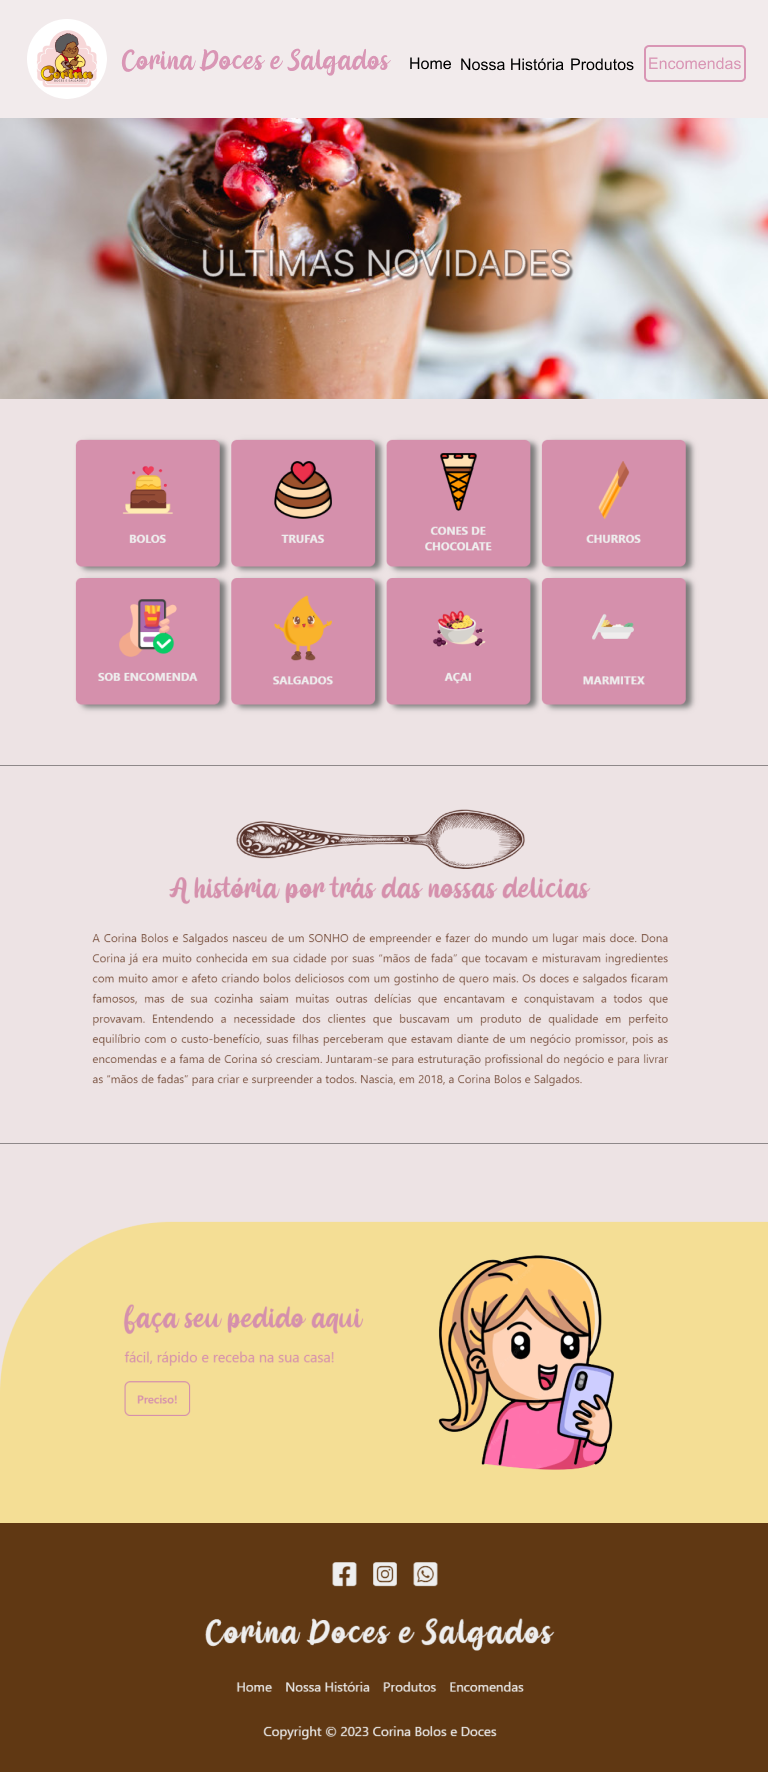 Corina
DOCES E SALGADOS
Corina Doces e Salgados
Home Nossa História Produtos Encomendas
ÚLTIMAS NOVIDADES
BOLOS
TRUFAS
CONES DE
CHOCOLATE
CHURROS
SOB ENCOMENDA
SALGADOS
AÇAI
MARMITEX
A história por trás das nossas delicias
A Corina Bolos e Salgados nasceu de um SONHO de empreender e fazer do mundo um lugar mais doce. Dona
Corina já era muito conhecida em sua cidade por suas “mãos de fada” que tocavam e misturavam ingredientes
com muito amor e afeto criando bolos deliciosos com um gostinho de quero mais. Os doces e salgados ficaram
famosos, mas de sua cozinha saiam muitas outras delícias que encantavam e conquistavam a todos que
provavam. Entendendo a necessidade dos clientes que buscavam um produto de qualidade em perfeito
equilíbrio com o custo-benefício, suas filhas perceberam que estavam diante de um negócio promissor, pois as
encomendas e a fama de Corina só cresciam. Juntaram-se para estruturação profissional do negócio e para livrar
as “mãos de fadas” para criar e surpreender a todos. Nascia, em 2018, a Corina Bolos e Salgados.
faça seu pedido aqui
fácil, rápido e receba na sua casa!
Preciso!
Corina Doces e Salgados
Home Nossa História Produtos Encomendas
Copyright © 2023 Corina Bolos e Doces